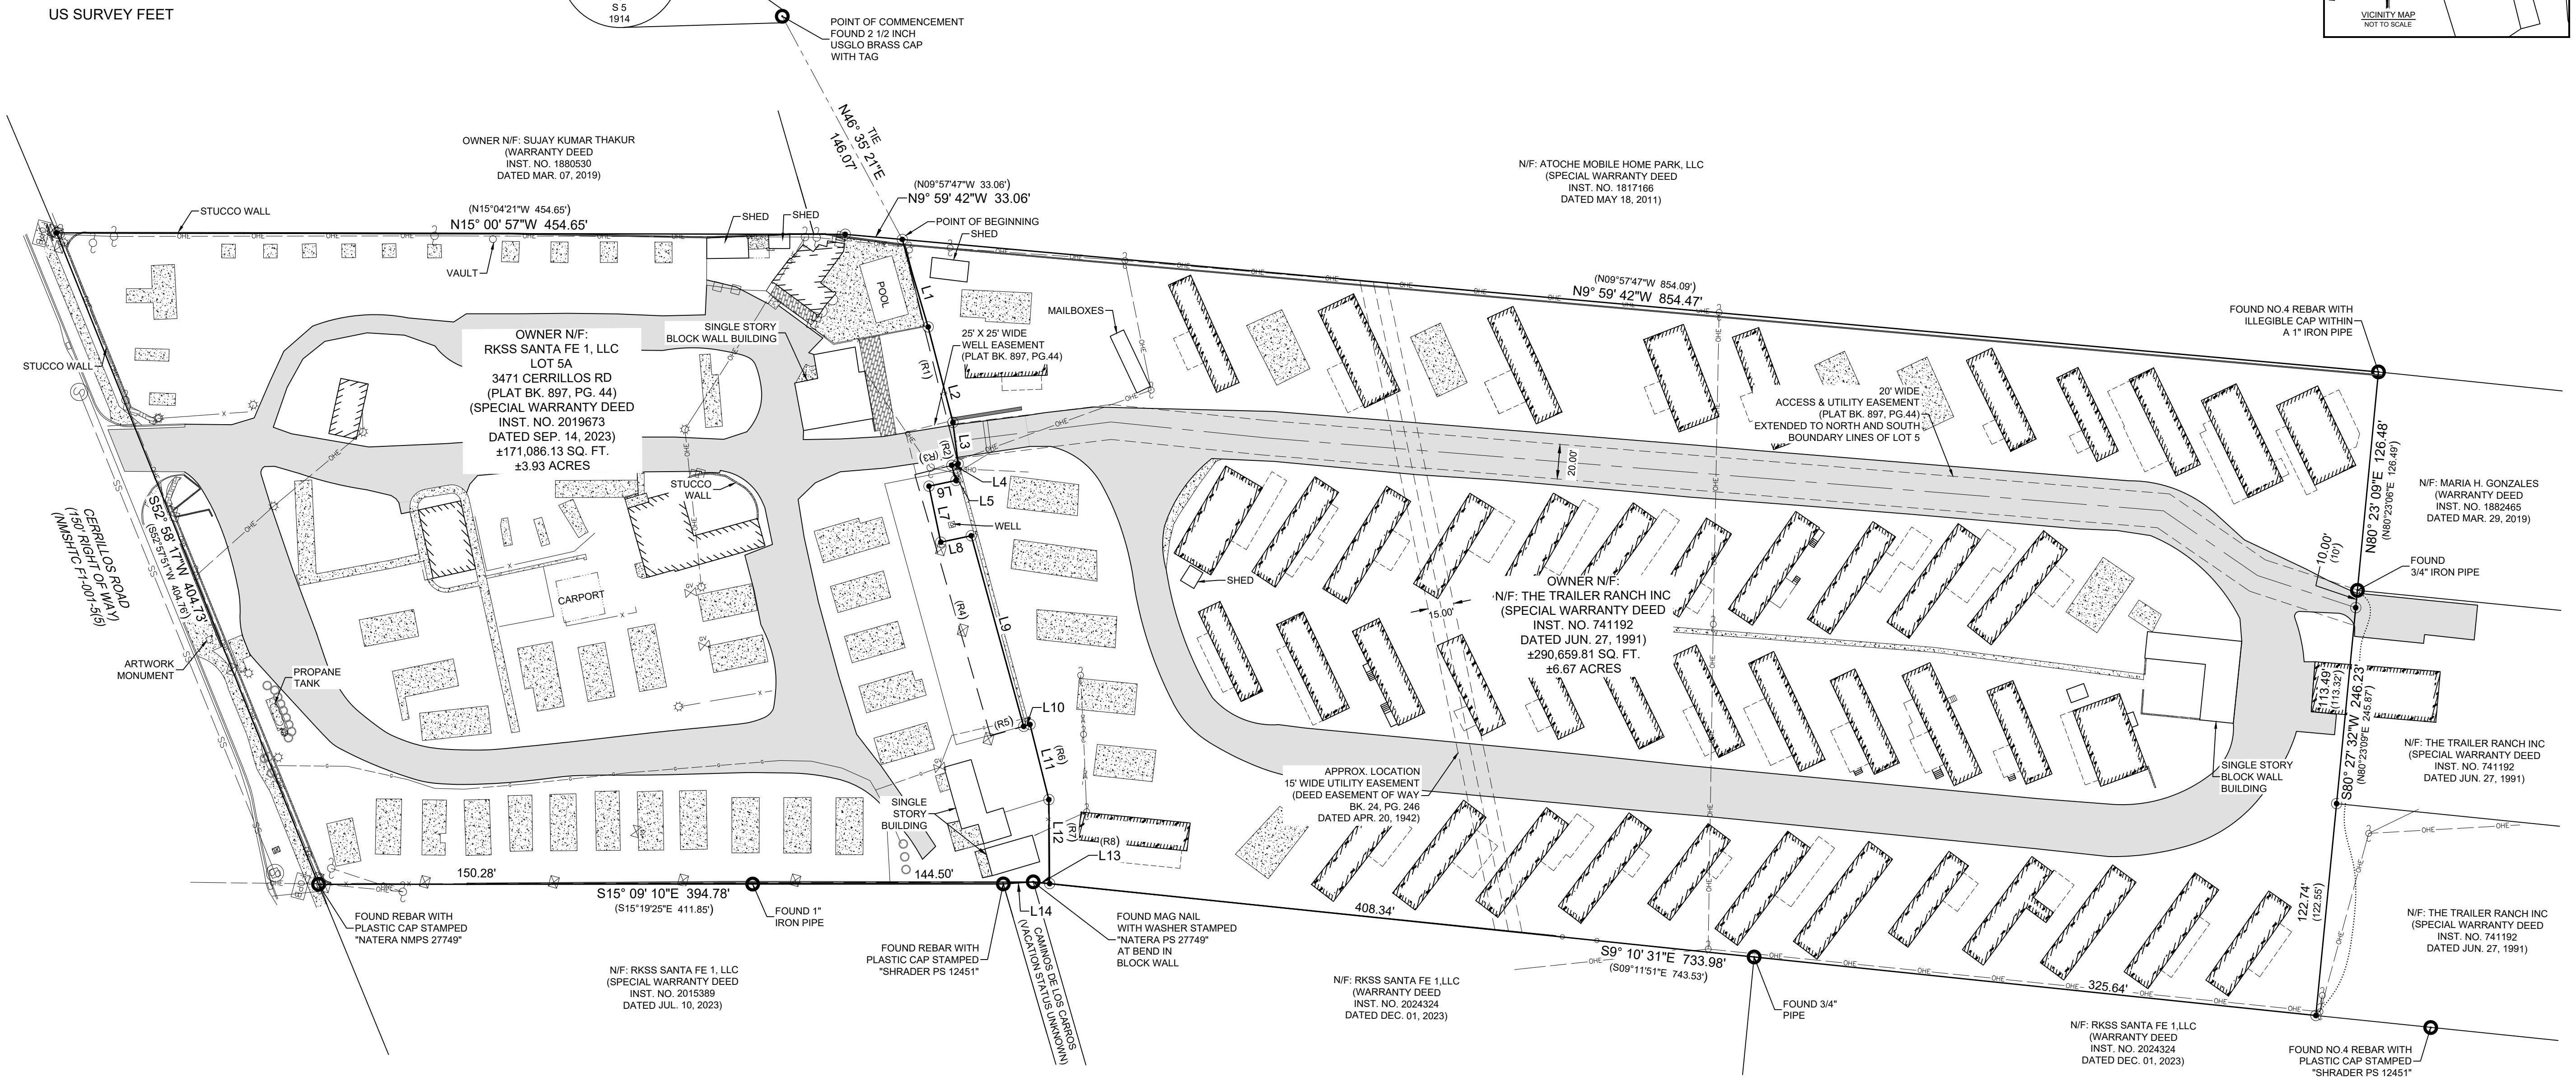 US SURVEY FEET
S 5
1914
POINT OF COMMENCEMENT
FOUND 2 1/2 INCH
USGLO BRASS CAP
WITH TAG
VICINITY MAP
NOT TO SCALE
TIE
N46° 35' 21"E
146.07'
OWNER N/F: SUJAY KUMAR THAKUR
(WARRANTY DEED
INST. NO. 1880530
DATED MAR. 07, 2019)
N/F: ATOCHE MOBILE HOME PARK, LLC
(SPECIAL WARRANTY DEED
INST. NO. 1817166
DATED MAY 18, 2011)
STUCCO WALL
(N15°04'21"W 454.65')
N15° 00' 57"W 454.65'
SHED
SHED
(N09°57'47"W 33.06')
N9° 59' 42"W 33.06'
POINT OF BEGINNING
SHED
VAULT
POOL
L1
MAILBOXES
(N09°57'47"W 854.09')
N9° 59' 42"W 854.47'
FOUND NO.4 REBAR WITH
ILLEGIBLE CAP WITHIN
A 1" IRON PIPE
SINGLE STORY
BLOCK WALL BUILDING
25' X 25' WIDE
WELL EASEMENT
(PLAT BK. 897, PG.44)
(R1)
L2
STUCCO WALL
OWNER N/F:
RKSS SANTA FE 1, LLC
LOT 5A
3471 CERRILLOS RD
(PLAT BK. 897, PG. 44)
(SPECIAL WARRANTY DEED
INST. NO. 2019673
DATED SEP. 14, 2023)
±171,086.13 SQ. FT.
±3.93 ACRES
20' WIDE
ACCESS & UTILITY EASEMENT
(PLAT BK. 897, PG.44)
EXTENDED TO NORTH AND SOUTH
BOUNDARY LINES OF LOT 5
L3
(R2)
(R3)
L4
L5
L6
L7
WELL
L8
20.00'
N80° 23' 09"E 126.48'
(N80°23'06"E 126.49')
N/F: MARIA H. GONZALES
(WARRANTY DEED
INST. NO. 1882465
DATED MAR. 29, 2019)
STUCCO
WALL
CERRILLOS ROAD
(150' RIGHT OF WAY)
(NMSHTC F1-001-5(5)
S52° 58' 17"W 404.73'
(S52°57'51"W 404.76')
CARPORT
(R4)
L9
SHED
15.00'
OWNER N/F:
N/F: THE TRAILER RANCH INC
(SPECIAL WARRANTY DEED
INST. NO. 741192
DATED JUN. 27, 1991)
±290,659.81 SQ. FT.
±6.67 ACRES
10.00'
(10')
FOUND
3/4" IRON PIPE
ARTWORK
MONUMENT
PROPANE
TANK
L10
(R5)
(R6)
L11
113.49'
(113.32')
S80° 27' 32"W 246.23'
(N80°23'09"E 245.87')
N/F: THE TRAILER RANCH INC
(SPECIAL WARRANTY DEED
INST. NO. 741192
DATED JUN. 27, 1991)
SINGLE STORY
BLOCK WALL
BUILDING
APPROX. LOCATION
15' WIDE UTILITY EASEMENT
(DEED EASEMENT OF WAY
BK. 24, PG. 246
DATED APR. 20, 1942)
SINGLE
STORY
BUILDING
L12
(R7)
(R8)
L13
150.28'
S15° 09' 10"E 394.78'
(S15°19'25"E 411.85')
144.50'
L14
FOUND REBAR WITH
PLASTIC CAP STAMPED
"NATERA NMPS 27749"
FOUND 1"
IRON PIPE
FOUND REBAR WITH
PLASTIC CAP STAMPED
"SHRADER PS 12451"
CAMINOS DE LOS CARROS
(VACATION STATUS UNKNOWN)
FOUND MAG NAIL
WITH WASHER STAMPED
"NATERA PS 27749"
AT BEND IN
BLOCK WALL
408.34'
S9° 10' 31"E 733.98'
(S09°11'51"E 743.53')
122.74'
(122.55')
N/F: THE TRAILER RANCH INC
(SPECIAL WARRANTY DEED
INST. NO. 741192
DATED JUN. 27, 1991)
N/F: RKSS SANTA FE 1, LLC
(SPECIAL WARRANTY DEED
INST. NO. 2015389
DATED JUL. 10, 2023)
N/F: RKSS SANTA FE 1,LLC
(WARRANTY DEED
INST. NO. 2024324
DATED DEC. 01, 2023)
FOUND 3/4"
PIPE
325.64'
N/F: RKSS SANTA FE 1,LLC
(WARRANTY DEED
INST. NO. 2024324
DATED DEC. 01, 2023)
FOUND NO.4 REBAR WITH
PLASTIC CAP STAMPED
"SHRADER PS 12451"